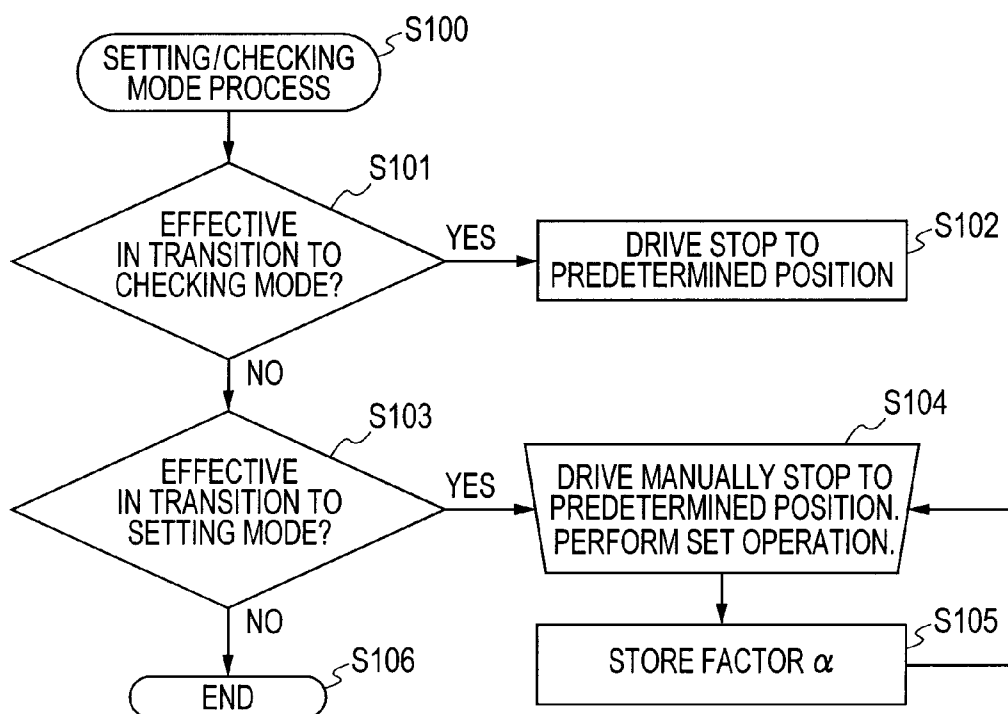 S100
SETTING/CHECKING
MODE PROCESS
S101
EFFECTIVE
IN TRANSITION TO
CHECKING MODE?
YES
S102
DRIVE STOP TO
PREDETERMINED POSITION
NO
S103
EFFECTIVE
IN TRANSITION TO
SETTING MODE?
YES
S104
DRIVE MANUALLY STOP TO
PREDETERMINED POSITION.
PERFORM SET OPERATION.
NO
S105
STORE FACTOR α
S106
END